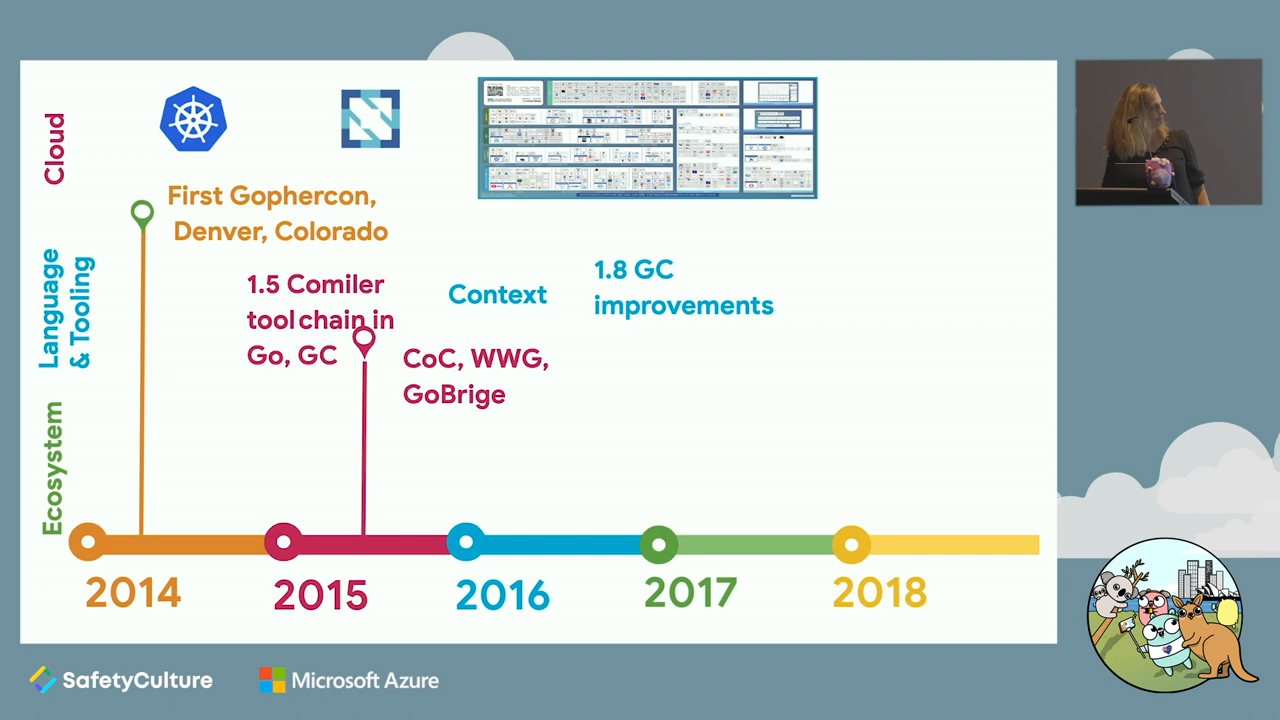 Cloud
First Gophercon,
Denver, Colorado
Language
& Tooling
1.5 Comiler
tool chain in
Go, GC
Context
1.8 GC
improvements
CoC, WWG,
GoBrige
Ecosystem
2014
2015
2016
2017
2018
SafetyCulture
Microsoft Azure